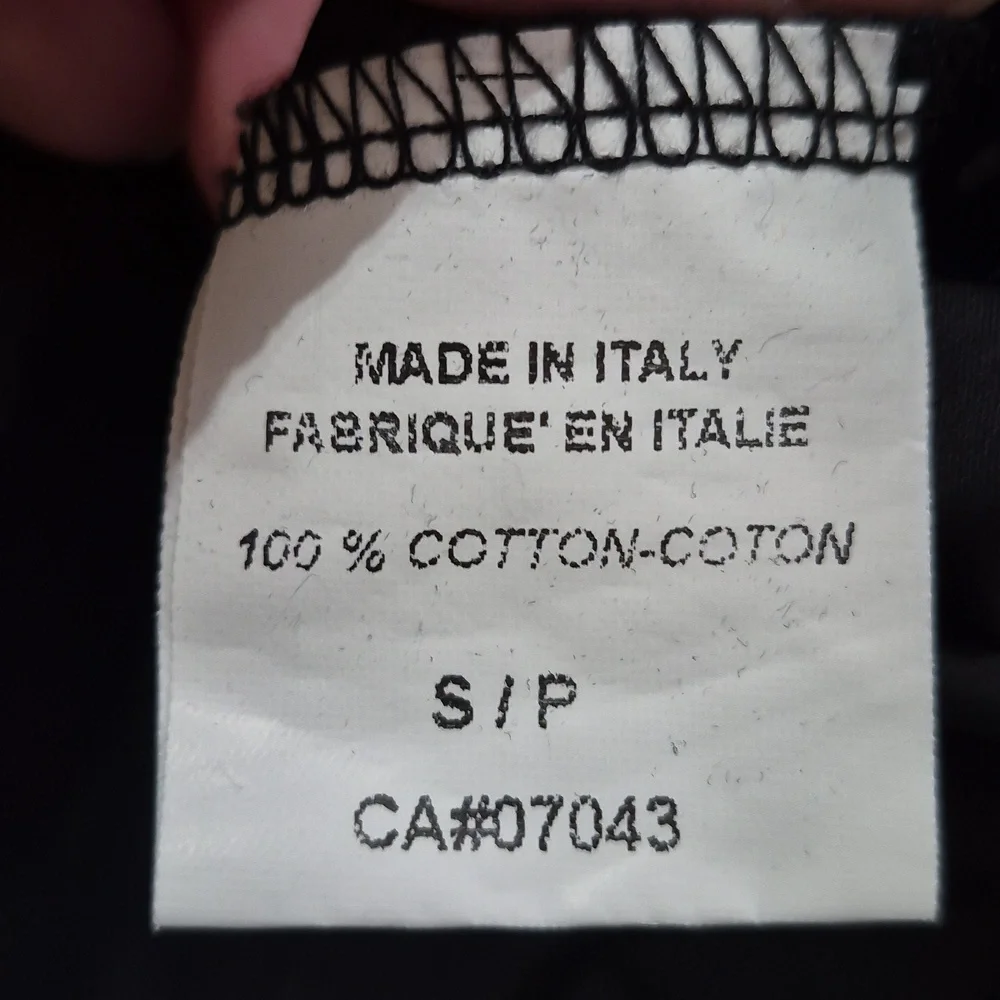 MADE IN ITALY
FABRIQUE' EN ITALIE
100 % COTTON-COTON
S / P
CA#07043